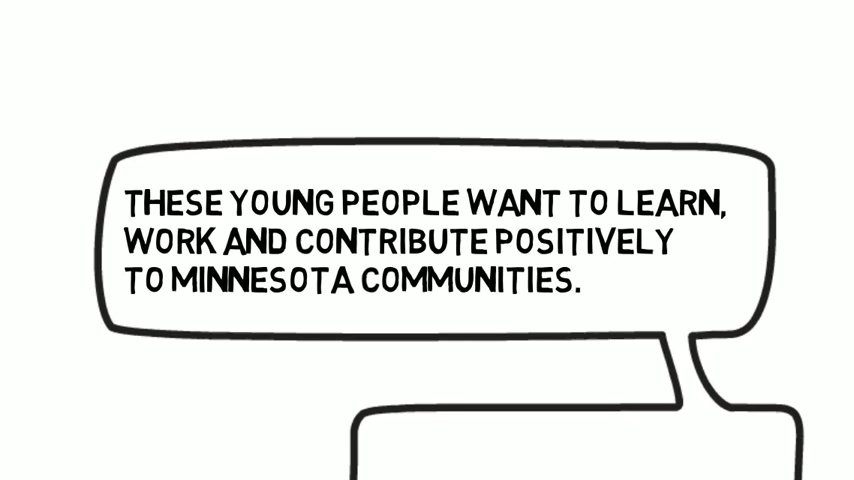 THESE YOUNG PEOPLE WANT TO LEARN,
WORK AND CONTRIBUTE POSITIVELY
TO MINNESOTA COMMUNITIES.